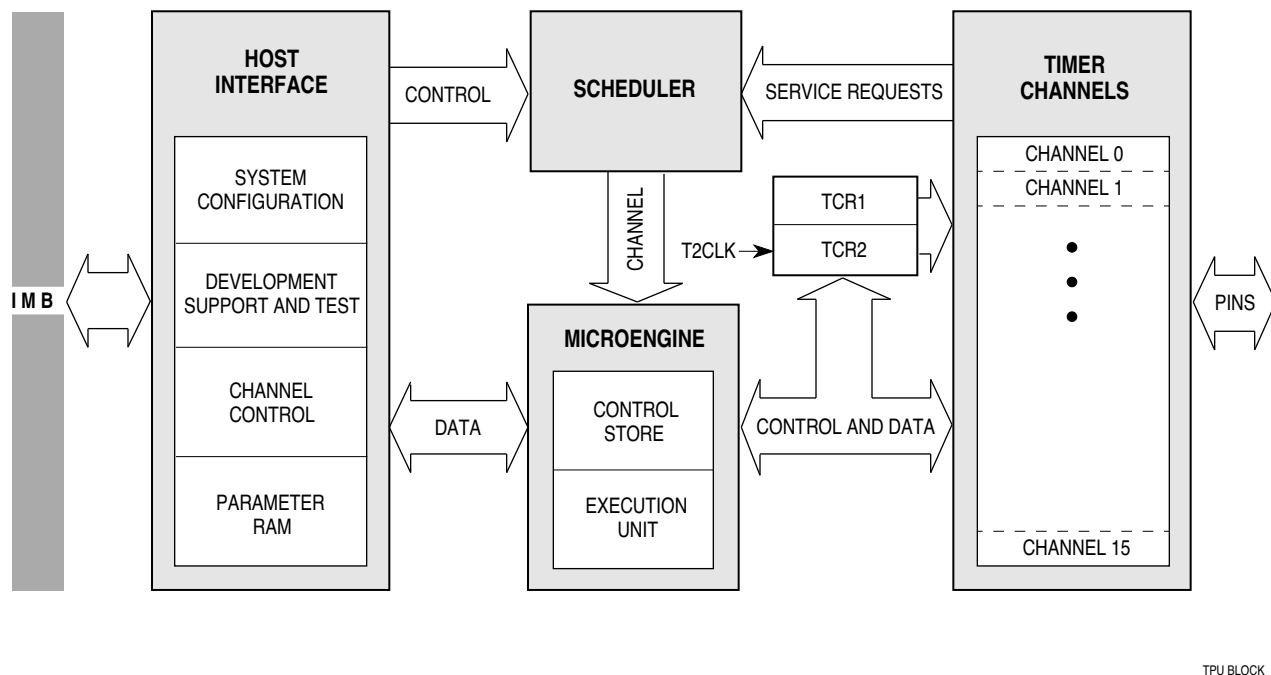 IMB
HOST
INTERFACE
SYSTEM
CONFIGURATION
DEVELOPMENT
SUPPORT AND TEST
CHANNEL
CONTROL
PARAMETER
RAM
CONTROL
SCHEDULER
SERVICE REQUESTS
CHANNEL
T2CLK
TCR1
TCR2
DATA
MICROENGINE
CONTROL
STORE
EXECUTION
UNIT
CONTROL AND DATA
TIMER
CHANNELS
CHANNEL 0
CHANNEL 1
CHANNEL 15
PINS
TPU BLOCK